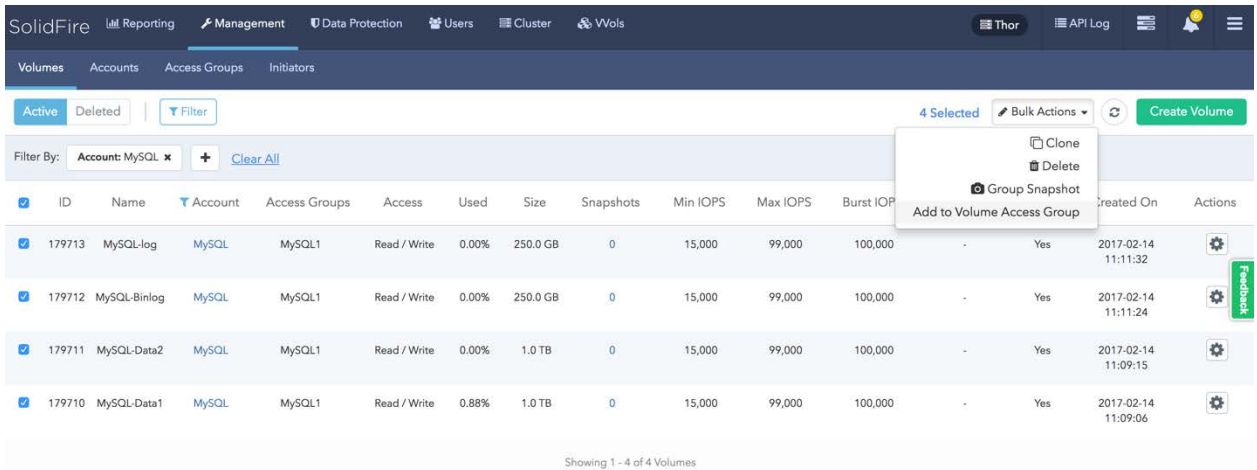 SolidFire Reporting Management Data Protection Users Cluster VVols Thor API Log 6
Volumes Accounts Access Groups Initiators
Active Deleted Filter 4 Selected Bulk Actions Create Volume
Clone
Delete
Group Snapshot
Add to Volume Access Group
Filter By: Account: MySQL × + Clear All
ID Name Account Access Groups Access Used Size Snapshots Min IOPS Max IOPS Burst IOP Created On Actions
179713 MySQL-log MySQL MySQL1 Read / Write 0.00% 250.0 GB 0 15,000 99,000 100,000 - Yes 2017-02-14
11:11:32
179712 MySQL-Binlog MySQL MySQL1 Read / Write 0.00% 250.0 GB 0 15,000 99,000 100,000 - Yes 2017-02-14
11:11:24
179711 MySQL-Data2 MySQL MySQL1 Read / Write 0.00% 1.0 TB 0 15,000 99,000 100,000 - Yes 2017-02-14
11:09:15
179710 MySQL-Data1 MySQL MySQL1 Read / Write 0.88% 1.0 TB 0 15,000 99,000 100,000 - Yes 2017-02-14
11:09:06
Feedback
Showing 1 - 4 of 4 Volumes